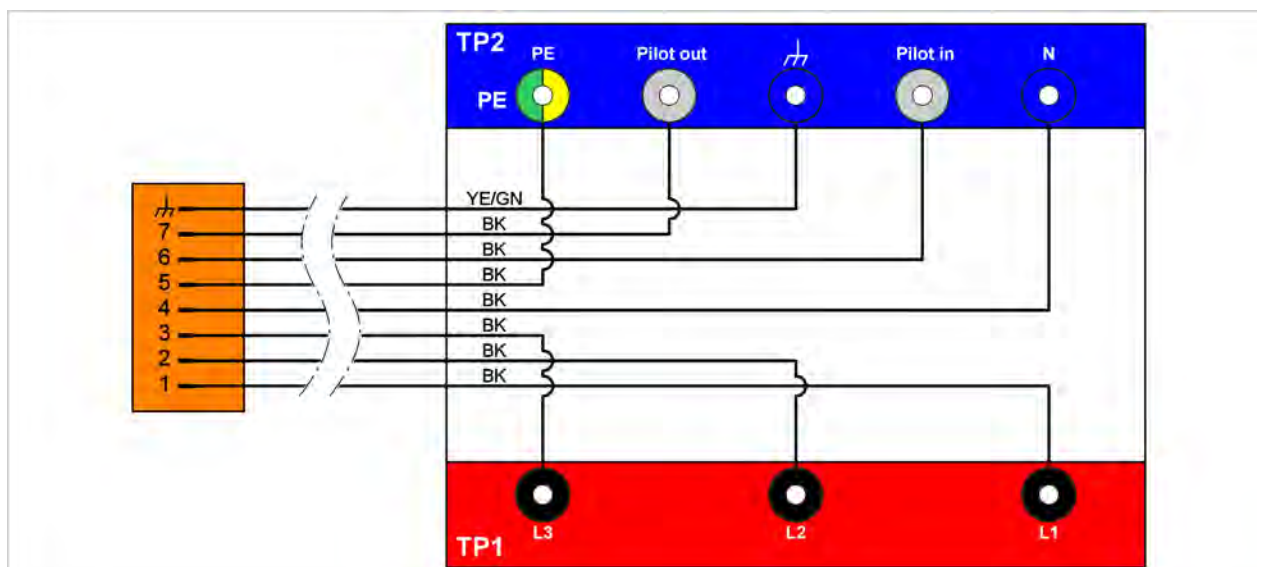 TP2
PE Pilot out Pilot in N
PE
YE/GN
7 BK
6 BK
5 BK
4 BK
3 BK
2 BK
1 BK
L3 L2 L1
TP1